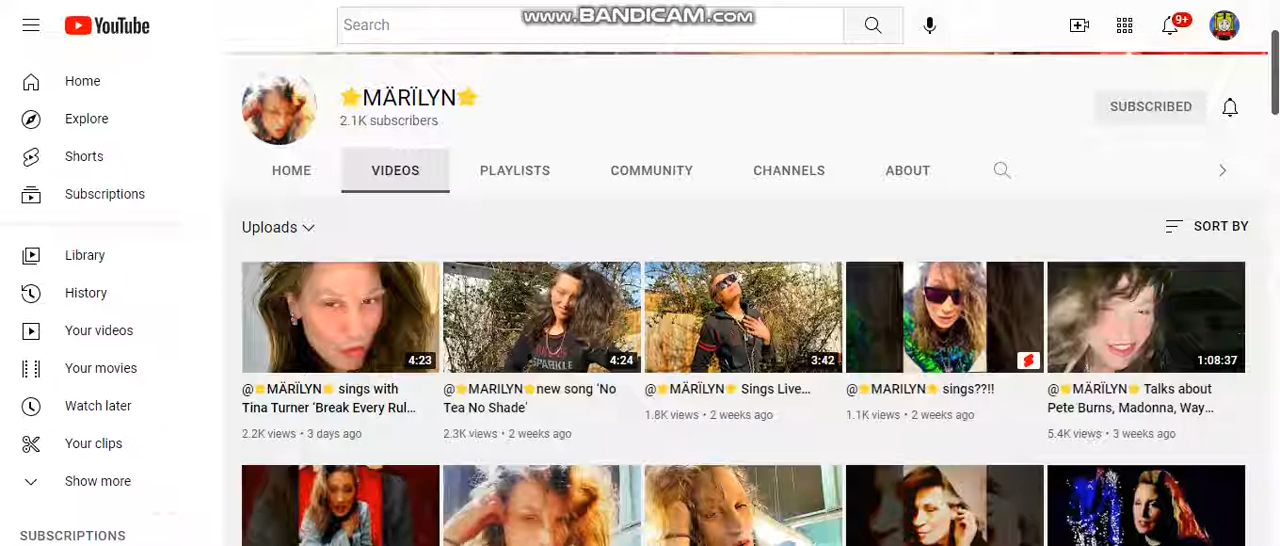 www.BANDICAM.com
YouTube
Search
9+
Home
Explore
Shorts
Subscriptions
Library
History
Your videos
Your movies
Watch later
Your clips
Show more
SUBSCRIPTIONS
⭐MÄRÏLYN⭐
2.1K subscribers
SUBSCRIBED
HOME VIDEOS PLAYLISTS COMMUNITY CHANNELS ABOUT
Uploads
SORT BY
4:23
@🌟MÄRÏLYN🌟 sings with
Tina Turner ‘Break Every Rul...
2.2K views • 3 days ago
SPARKLE
4:24
@🌟MARILYN🌟new song ‘No
Tea No Shade’
2.3K views • 2 weeks ago
3:42
@🌟MÄRÏLYN🌟 Sings Live...
1.8K views • 2 weeks ago
@🌟MARILYN🌟 sings??!!
1.1K views • 2 weeks ago
1:08:37
@🌟MÄRÏLYN🌟 Talks about
Pete Burns, Madonna, Way...
5.4K views • 3 weeks ago